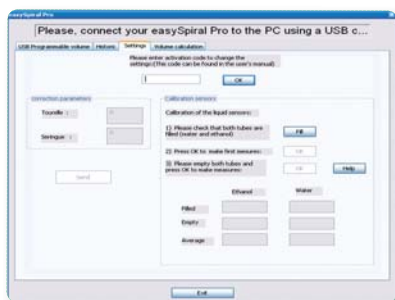 easySpiral Pro
Please, connect your easySpiral Pro to the PC using a USB c...
USB Programmable volume Historic Settings Volume calculation
Please enter activation code to change the
settings:(This code can be found in the user's manual)
OK
Correction parameters
Tourelle :
Seringue :
Send
Calibration sensors
Calibration of the liquid sensors:
1) Please check that both tubes are
filled (water and ethanol)
Fill
2) Press OK to make first mesures:
OK
3) Please empty both tubes and
press OK to make measures:
OK
Help
Ethanol Water
Filled
Empty
Average
Exit